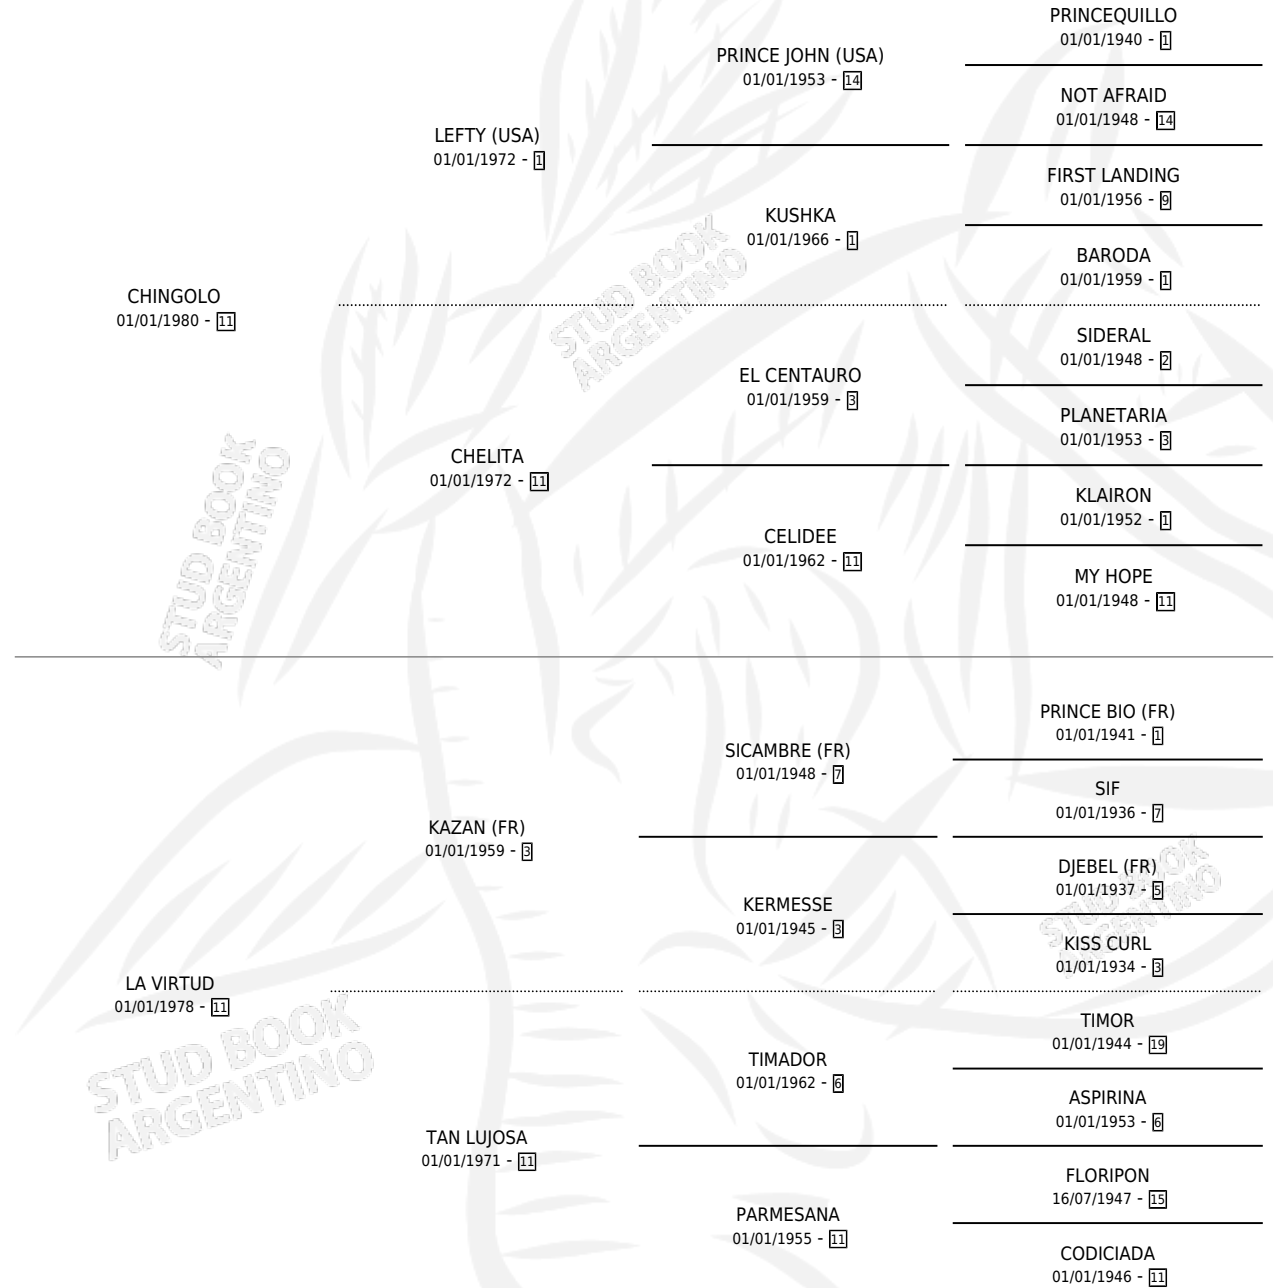 PRINCEQUILLO
01/01/1940 - 1
PRINCE JOHN (USA)
01/01/1953 - 14
NOT AFRAID
01/01/1948 - 14
LEFTY (USA)
01/01/1972 - 1
FIRST LANDING
01/01/1956 - 9
KUSHKA
01/01/1966 - 1
BARODA
01/01/1959 - 1
CHINGOLO
01/01/1980 - 11
SIDERAL
01/01/1948 - 2
EL CENTAURO
01/01/1959 - 3
PLANETARIA
01/01/1953 - 3
CHELITA
01/01/1972 - 11
KLAIRON
01/01/1952 - 1
CELIDEE
01/01/1962 - 11
MY HOPE
01/01/1948 - 11
STUD BOOK
ARGENTINO
STUD BOOK
ARGENTINO
PRINCE BIO (FR)
01/01/1941 - 1
SICAMBRE (FR)
01/01/1948 - 7
SIF
01/01/1936 - 7
KAZAN (FR)
01/01/1959 - 3
DJEBEL (FR)
01/01/1937 - 5
KERMESSE
01/01/1945 - 3
KISS CURL
01/01/1934 - 3
LA VIRTUD
01/01/1978 - 11
TIMOR
01/01/1944 - 19
TIMADOR
01/01/1962 - 6
ASPIRINA
01/01/1953 - 6
TAN LUJOSA
01/01/1971 - 11
FLORIPON
16/07/1947 - 15
PARMESANA
01/01/1955 - 11
CODICIADA
01/01/1946 - 11
STUD BOOK
ARGENTINO
STUD BOOK
ARGENTINO